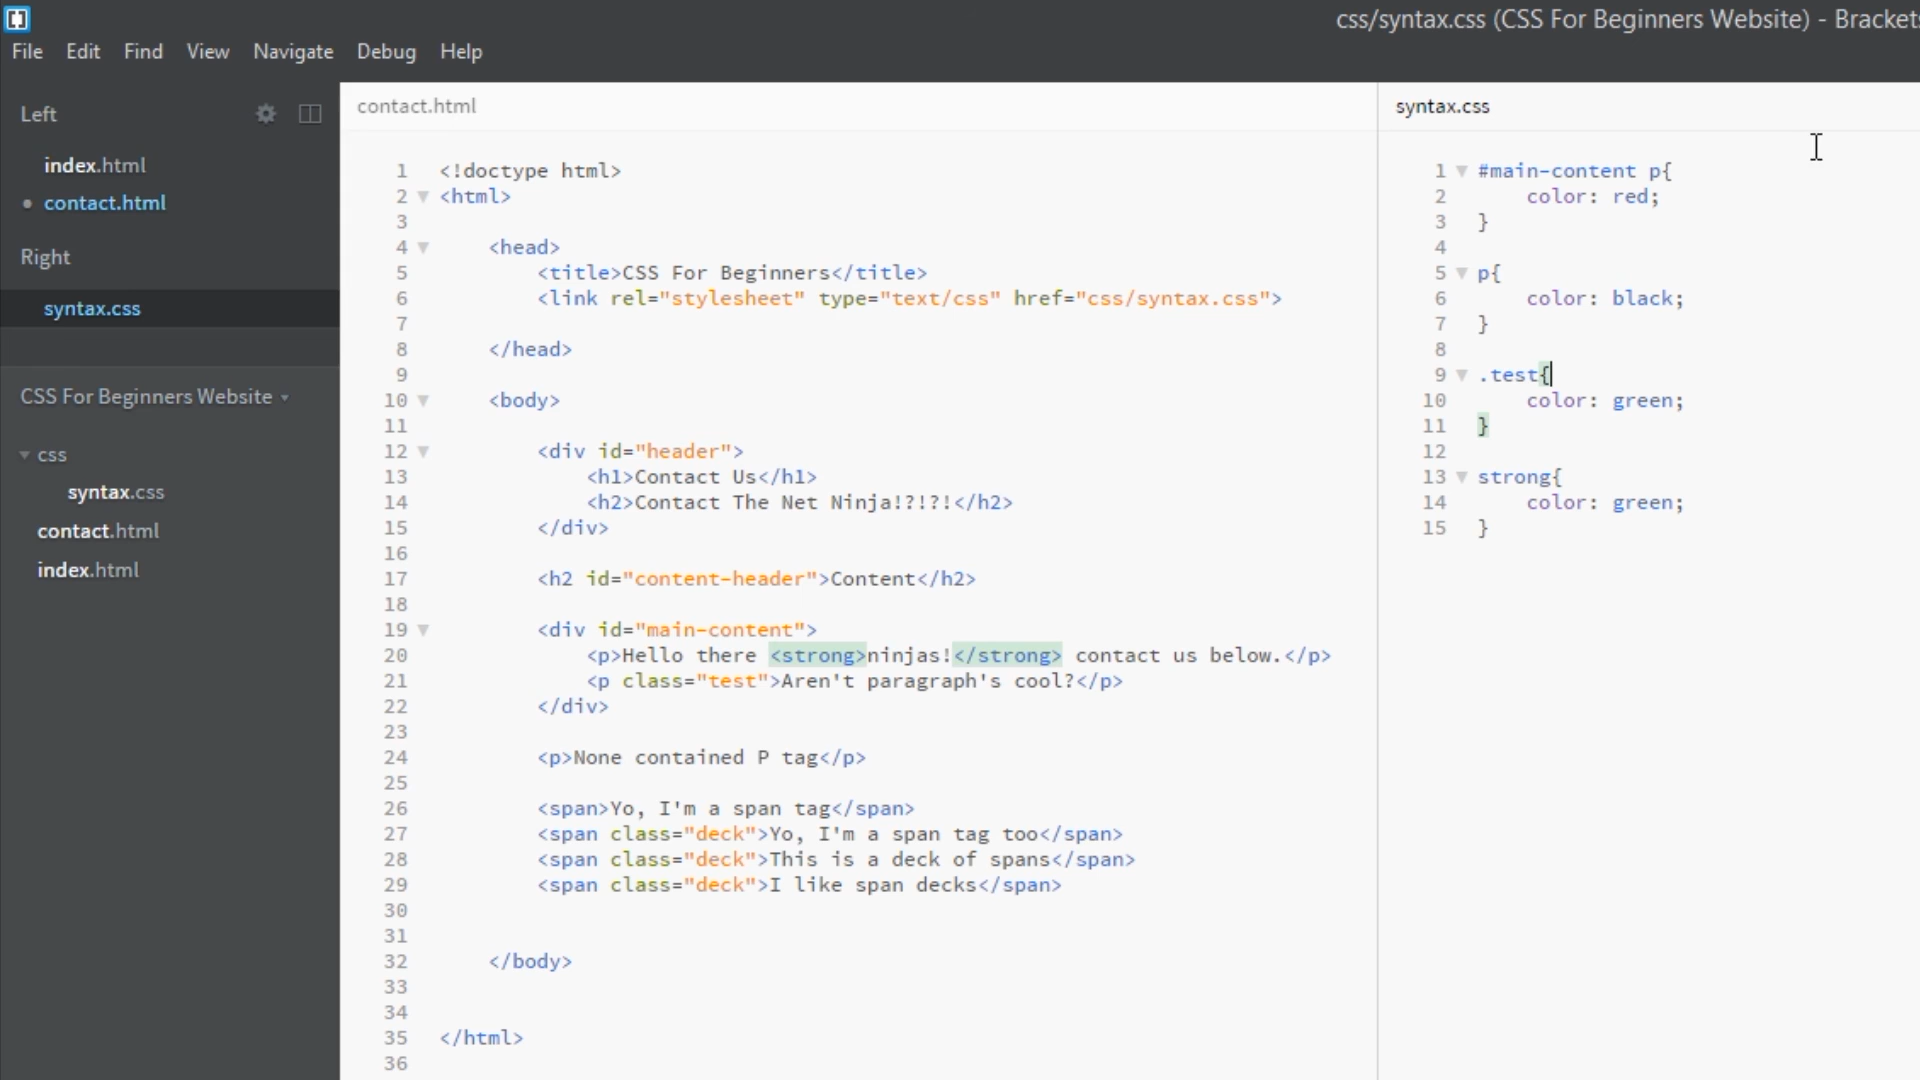 css/syntax.css (CSS For Beginners Website) - Brackets
File Edit Find View Navigate Debug Help
Left
index.html
contact.html
Right
syntax.css
CSS For Beginners Website
css
syntax.css
contact.html
index.html
contact.html
1 <!doctype html>
2 <html>
3
4 <head>
5 <title>CSS For Beginners</title>
6 <link rel="stylesheet" type="text/css" href="css/syntax.css">
7
8 </head>
9
10 <body>
11
12 <div id="header">
13 <h1>Contact Us</h1>
14 <h2>Contact The Net Ninja!?!?!</h2>
15 </div>
16
17 <h2 id="content-header">Content</h2>
18
19 <div id="main-content">
20 <p>Hello there <strong>ninjas!</strong> contact us below.</p>
21 <p class="test">Aren't paragraph's cool?</p>
22 </div>
23
24 <p>None contained P tag</p>
25
26 <span>Yo, I'm a span tag</span>
27 <span class="deck">Yo, I'm a span tag too</span>
28 <span class="deck">This is a deck of spans</span>
29 <span class="deck">I like span decks</span>
30
31
32 </body>
33
34
35 </html>
36
syntax.css
1 #main-content p{
2 color: red;
3 }
4
5 p{
6 color: black;
7 }
8
9 .test{
10 color: green;
11 }
12
13 strong{
14 color: green;
15 }